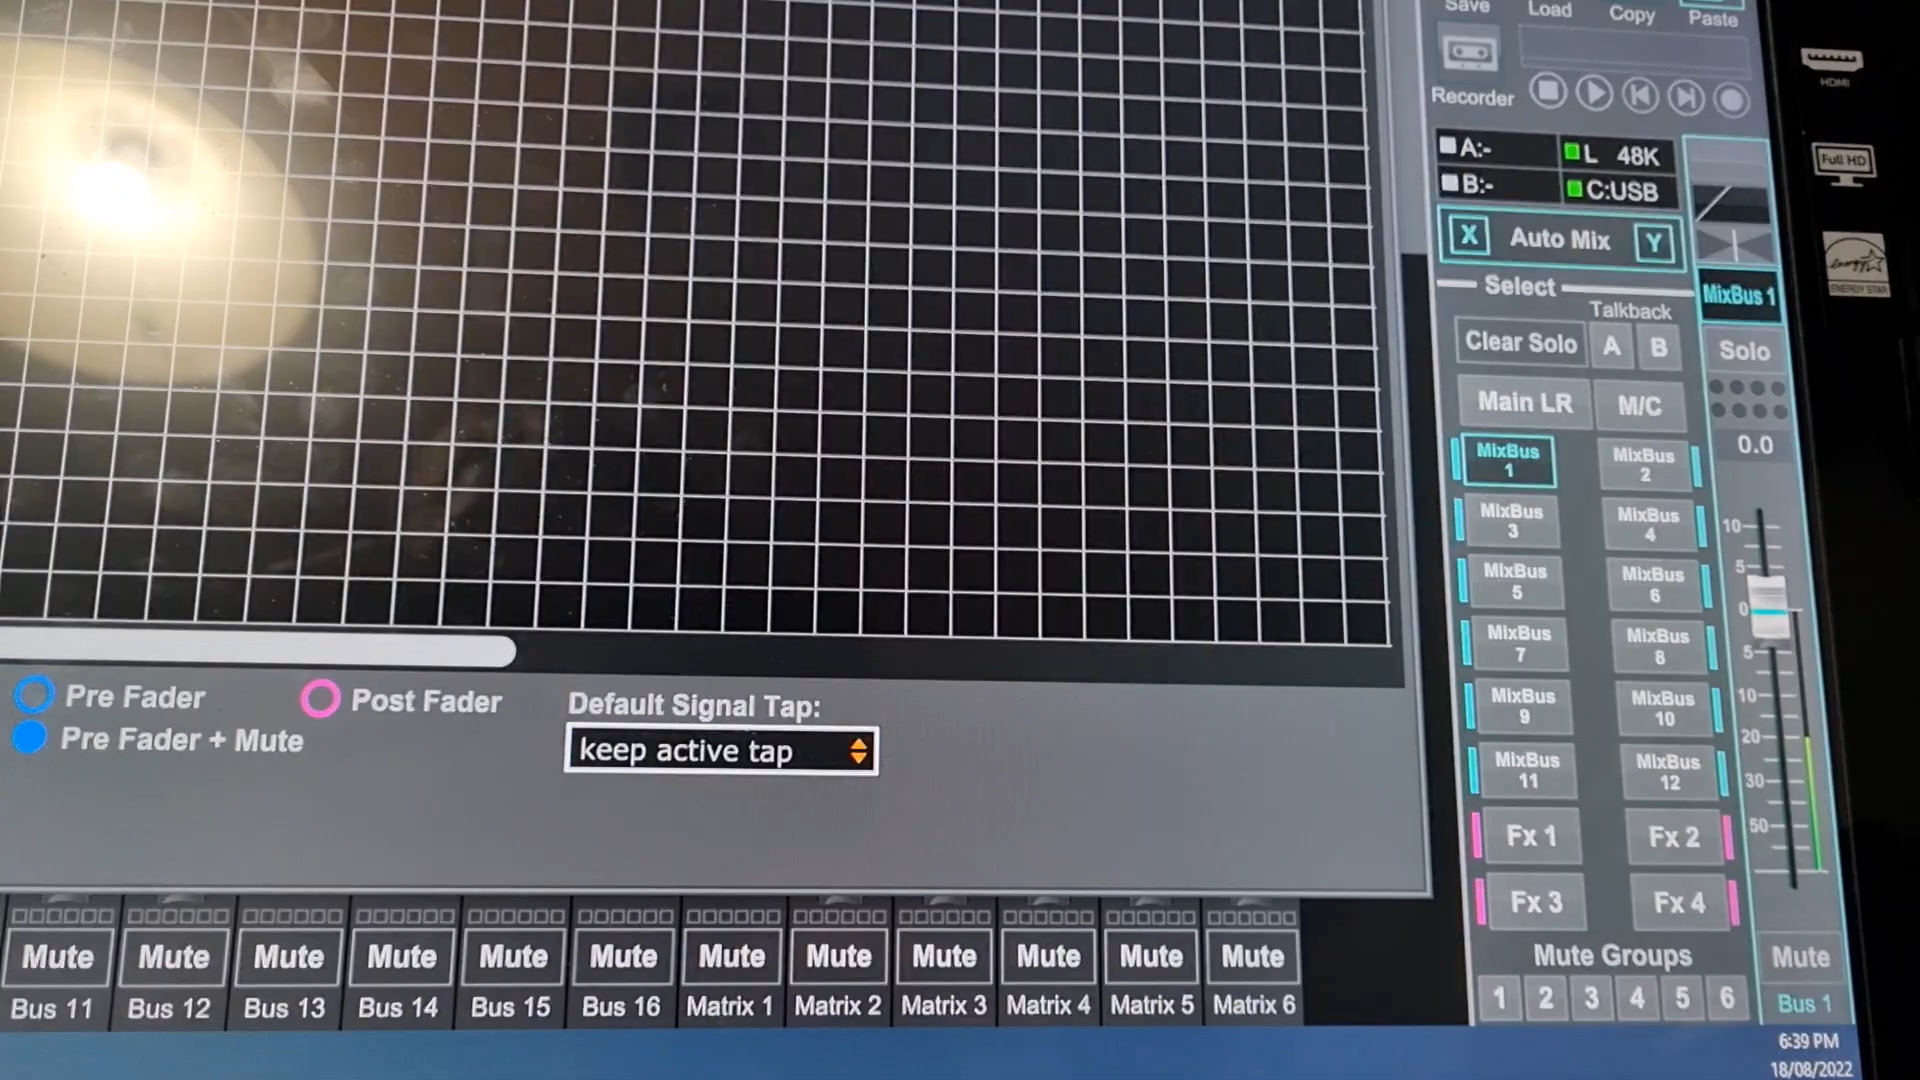 Save Load Copy Paste
Recorder
A:- L 48K
B:- C:USB
X Auto Mix Y
Select
Talkback
Clear Solo A B
Main LR M/C
MixBus 1
MixBus 2
MixBus 3
MixBus 4
MixBus 5
MixBus 6
MixBus 7
MixBus 8
MixBus 9
MixBus 10
MixBus 11
MixBus 12
Fx 1 Fx 2
Fx 3 Fx 4
Mute Groups
1 2 3 4 5 6
MixBus 1
Solo
0.0
10
5
0
5
10
20
30
50
Mute
Bus 1
Pre Fader Post Fader
Pre Fader + Mute
Default Signal Tap:
keep active tap
Mute Mute Mute Mute Mute Mute Mute Mute Mute Mute Mute Mute
Bus 11 Bus 12 Bus 13 Bus 14 Bus 15 Bus 16 Matrix 1 Matrix 2 Matrix 3 Matrix 4 Matrix 5 Matrix 6
6:39 PM
18/08/2022
HDMI
Full HD
energy
ENERGY STAR